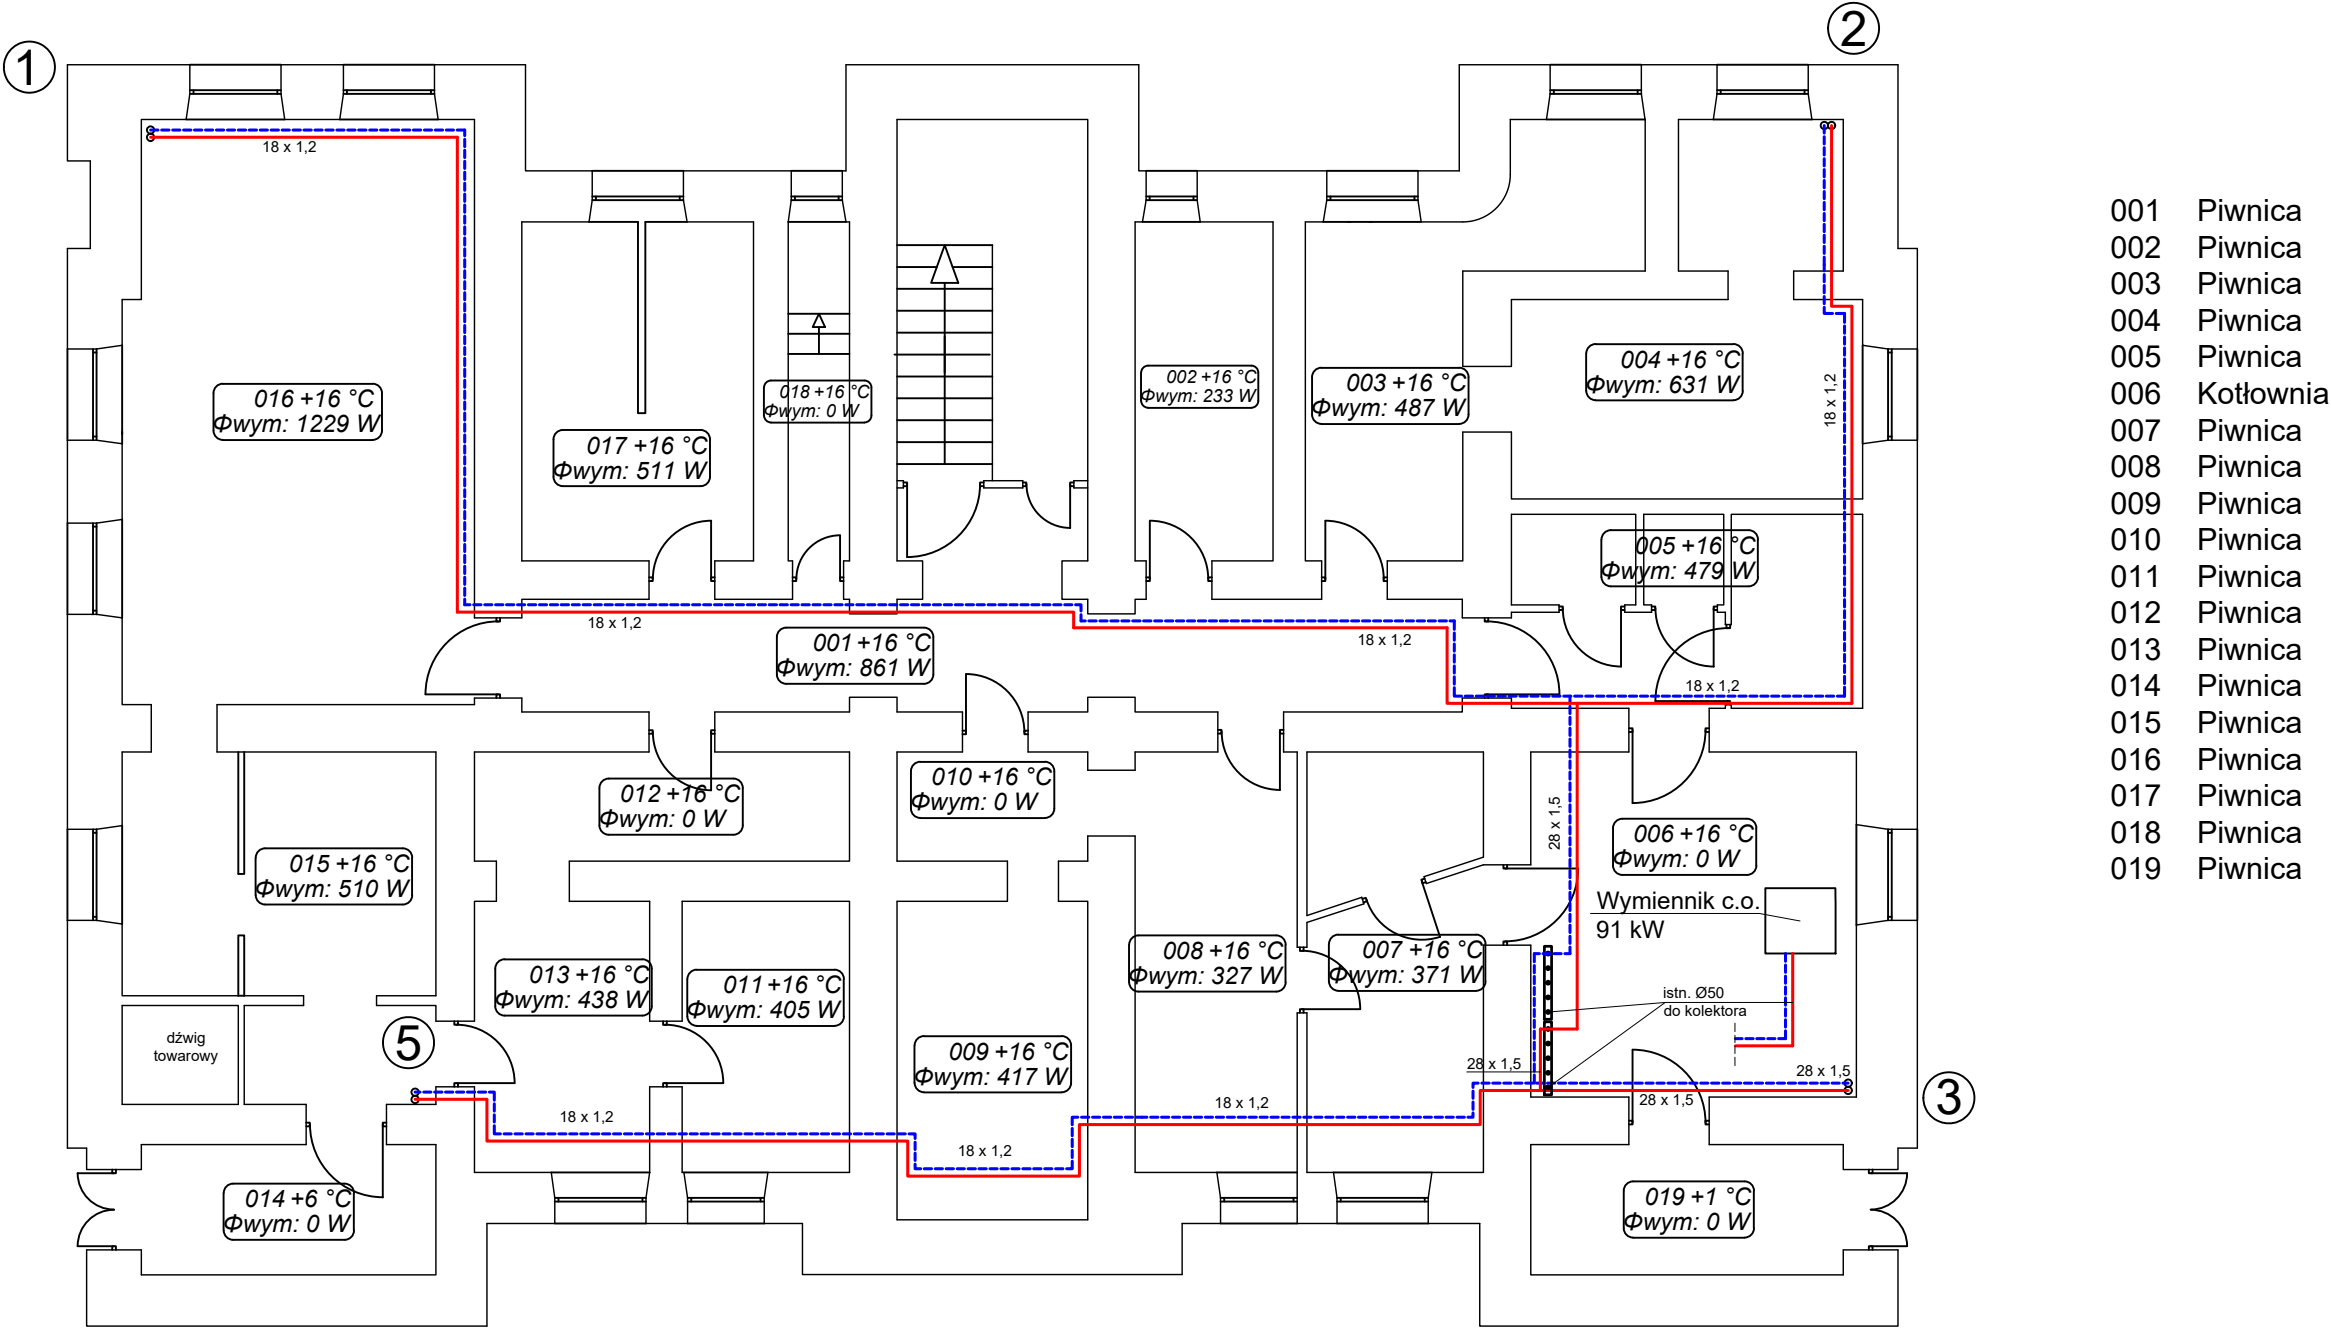 1
2
18 x 1,2
001 Piwnica
002 Piwnica
003 Piwnica
004 Piwnica
005 Piwnica
006 Kotłownia
007 Piwnica
008 Piwnica
009 Piwnica
010 Piwnica
011 Piwnica
012 Piwnica
013 Piwnica
014 Piwnica
015 Piwnica
016 Piwnica
017 Piwnica
018 Piwnica
019 Piwnica
016 +16 °C
Φwym: 1229 W
017 +16 °C
Φwym: 511 W
018 +16 °C
Φwym: 0 W
002 +16 °C
Φwym: 233 W
003 +16 °C
Φwym: 487 W
004 +16 °C
Φwym: 631 W
18 x 1,2
005 +16 °C
Φwym: 479 W
18 x 1,2
001 +16 °C
Φwym: 861 W
18 x 1,2
18 x 1,2
015 +16 °C
Φwym: 510 W
012 +16 °C
Φwym: 0 W
010 +16 °C
Φwym: 0 W
28 x 1,5
006 +16 °C
Φwym: 0 W
Wymiennik c.o.
91 kW
013 +16 °C
Φwym: 438 W
011 +16 °C
Φwym: 405 W
008 +16 °C
Φwym: 327 W
007 +16 °C
Φwym: 371 W
istn. Ø50
do kolektora
dźwig
towarowy
5
009 +16 °C
Φwym: 417 W
28 x 1,5
28 x 1,5
28 x 1,5
3
18 x 1,2
18 x 1,2
18 x 1,2
014 +6 °C
Φwym: 0 W
019 +1 °C
Φwym: 0 W